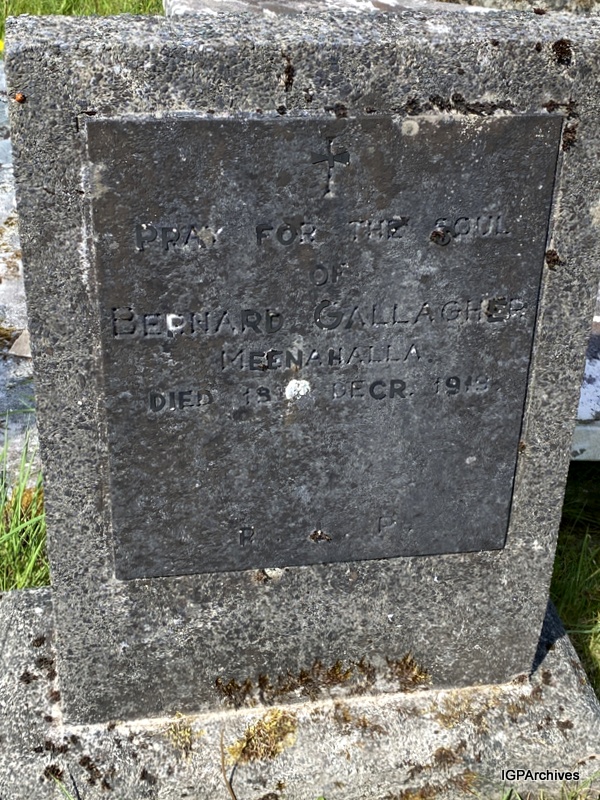 PRAY FOR THE SOUL
OF
BERNARD GALLAGHER
MEENAHALLA
DIED DECR.
R. P.
IGPArchives